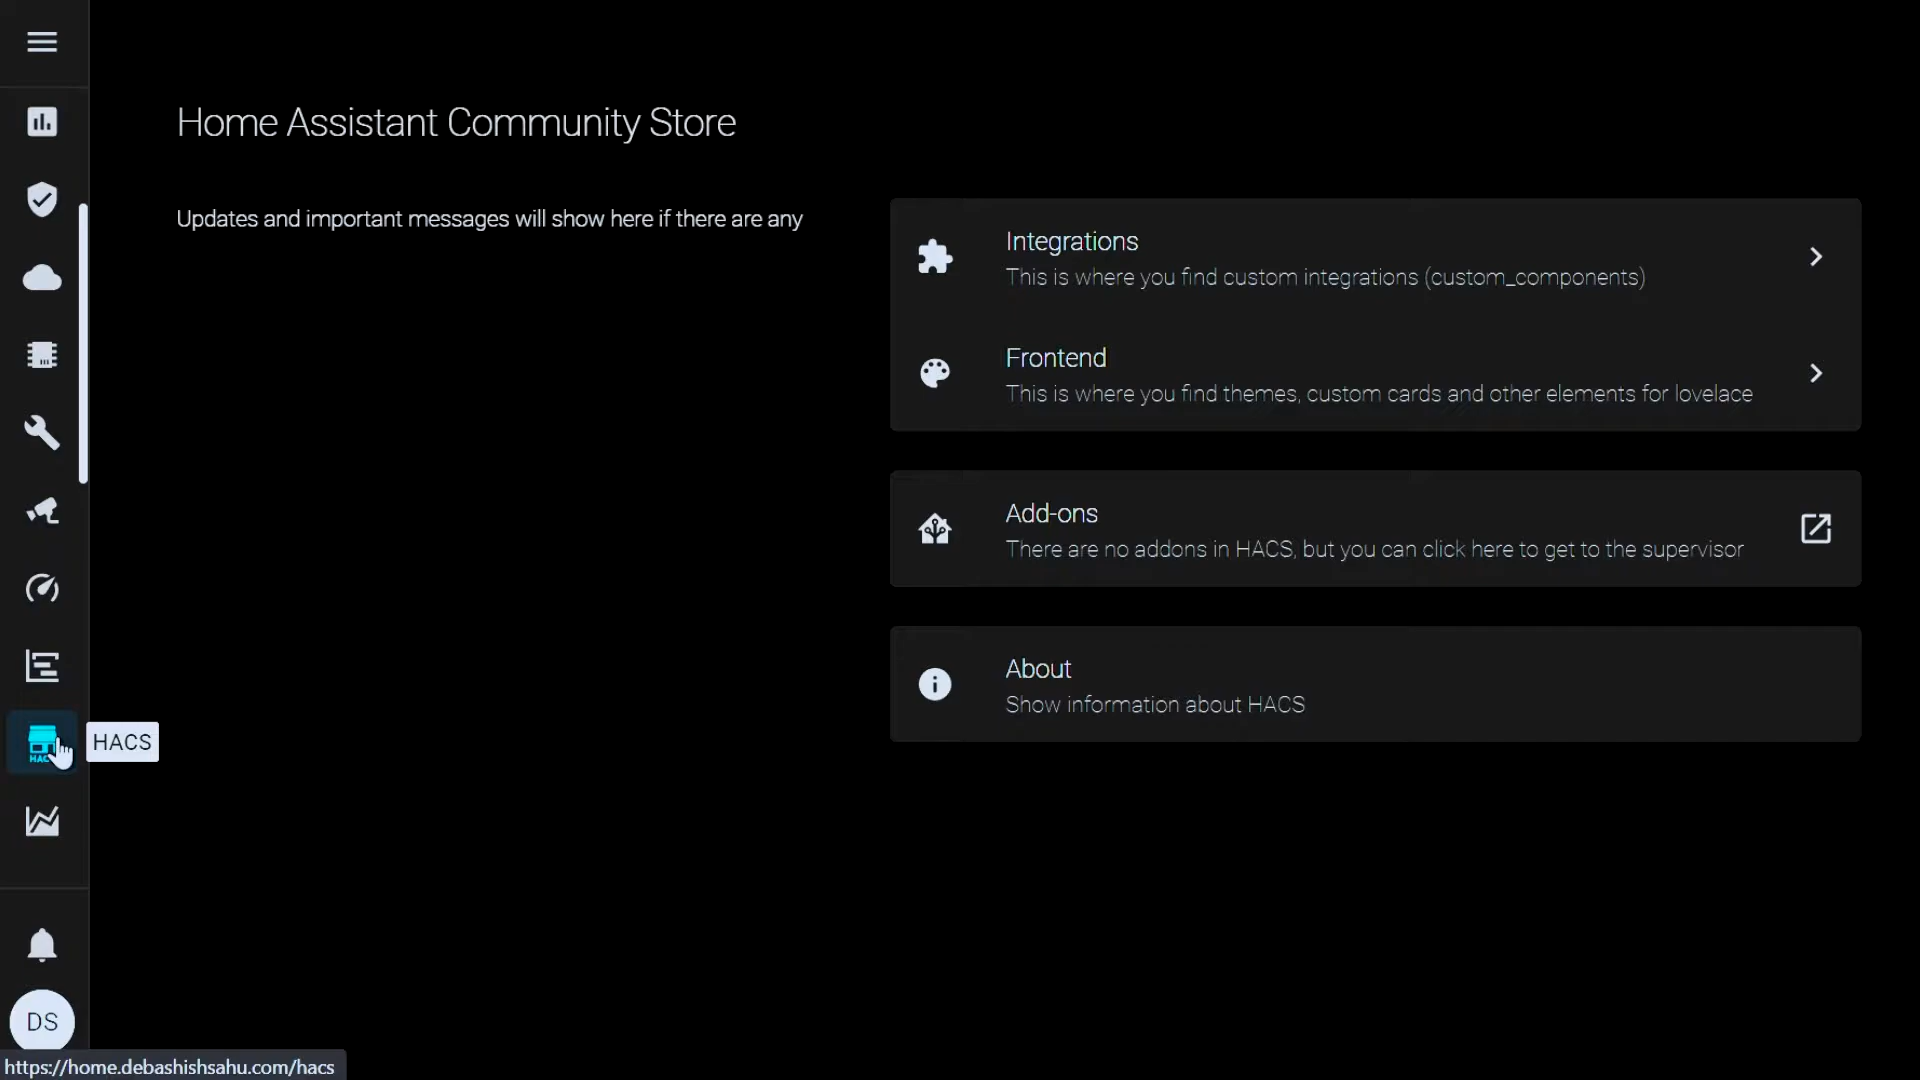 Home Assistant Community Store
Updates and important messages will show here if there are any
Integrations
This is where you find custom integrations (custom_components)
Frontend
This is where you find themes, custom cards and other elements for lovelace
Add-ons
There are no addons in HACS, but you can click here to get to the supervisor
About
Show information about HACS
HACS
DS
https://home.debashishsahu.com/hacs